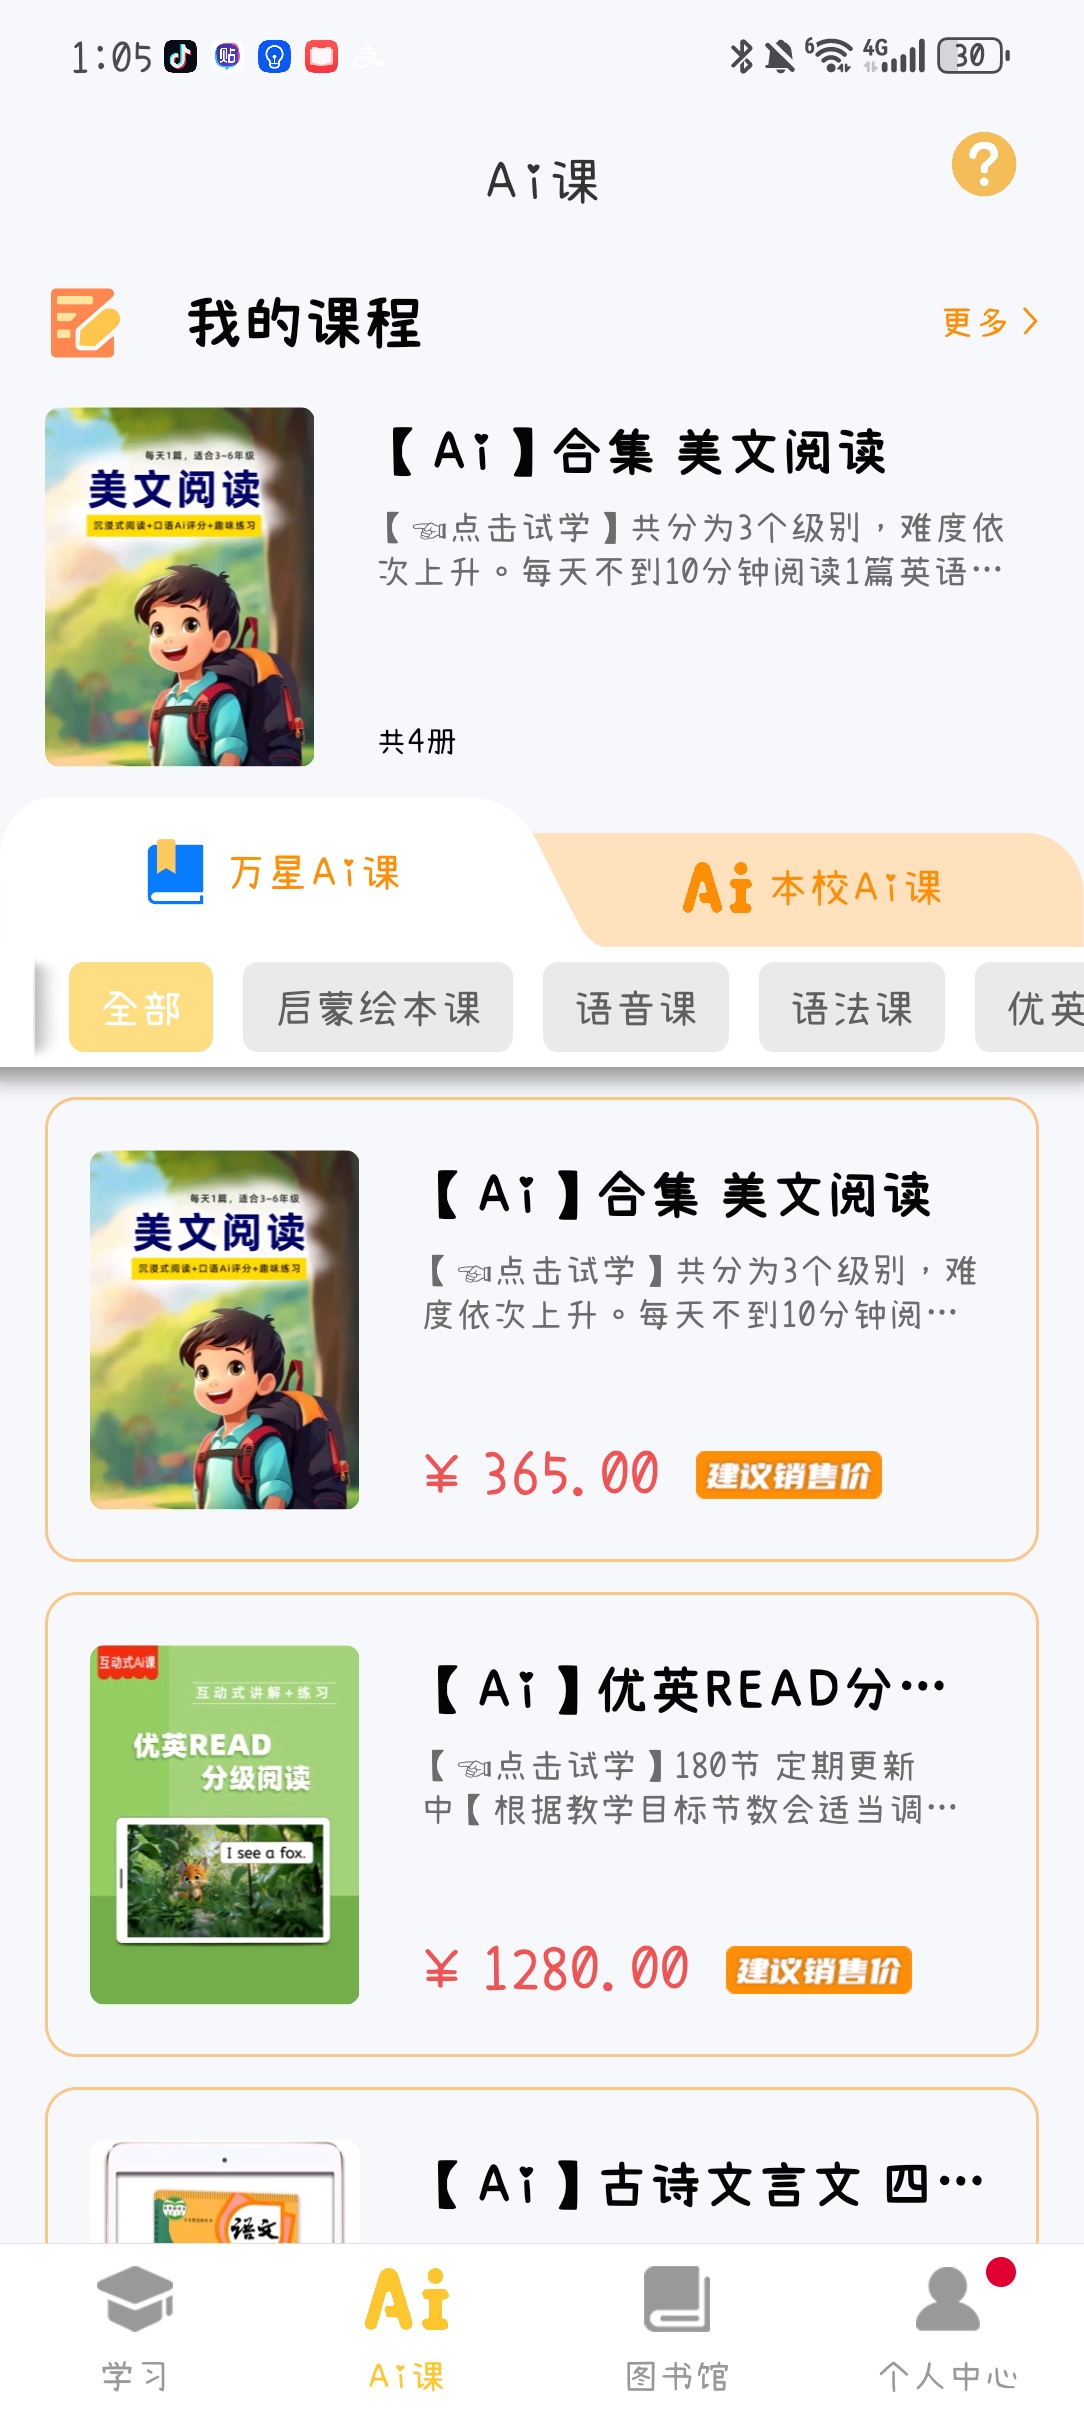 1:05
贴
6
4G
30
Ai课
我的课程
更多
每天1篇，适合3~6年级
美文阅读
沉浸式阅读+口语Ai评分+趣味练习
【Ai】合集 美文阅读
【☜点击试学】共分为3个级别，难度依
次上升。每天不到10分钟阅读1篇英语…
共4册
万星Ai课
Ai 本校Ai课
全部
启蒙绘本课
语音课
语法课
优英
每天1篇，适合3~6年级
美文阅读
沉浸式阅读+口语Ai评分+趣味练习
【Ai】合集 美文阅读
【☜点击试学】共分为3个级别，难
度依次上升。每天不到10分钟阅…
¥ 365.00 建议销售价
互动式Ai课
互动式讲解+练习
优英READ
分级阅读
I see a fox.
【Ai】优英READ分…
【☜点击试学】180节 定期更新
中【根据教学目标节数会适当调…
¥ 1280.00 建议销售价
语文
【Ai】古诗文言文 四…
学习
Ai
Ai课
图书馆
个人中心